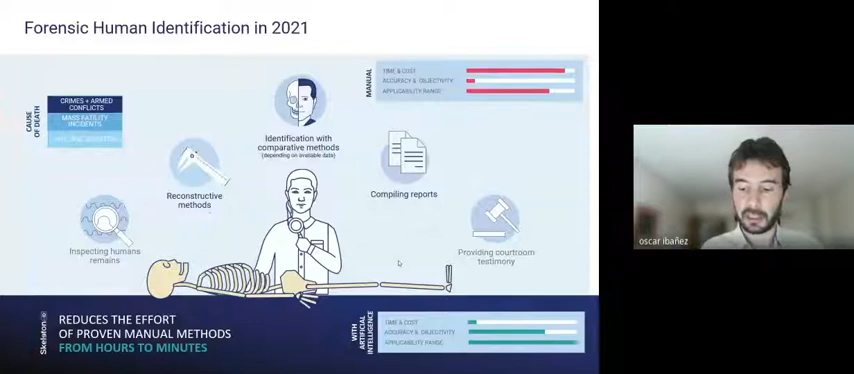 Forensic Human Identification in 2021
CAUSE
OF DEATH
CRIMES + ARMED
CONFLICTS
MASS FATILITY
INCIDENTS
MANUAL
TIME & COST
ACCURACY & OBJECTIVITY
APPLICABILITY RANGE
Identification with
comparative methods
(depending on available data)
Reconstructive
methods
Compiling reports
Inspecting humans
remains
Providing courtroom
testimony
oscar ibañez
Skeleton
REDUCES THE EFFORT
OF PROVEN MANUAL METHODS
FROM HOURS TO MINUTES
WITH
ARTIFICIAL
INTELLIGENCE
TIME & COST
ACCURACY & OBJECTIVITY
APPLICABILITY RANGE